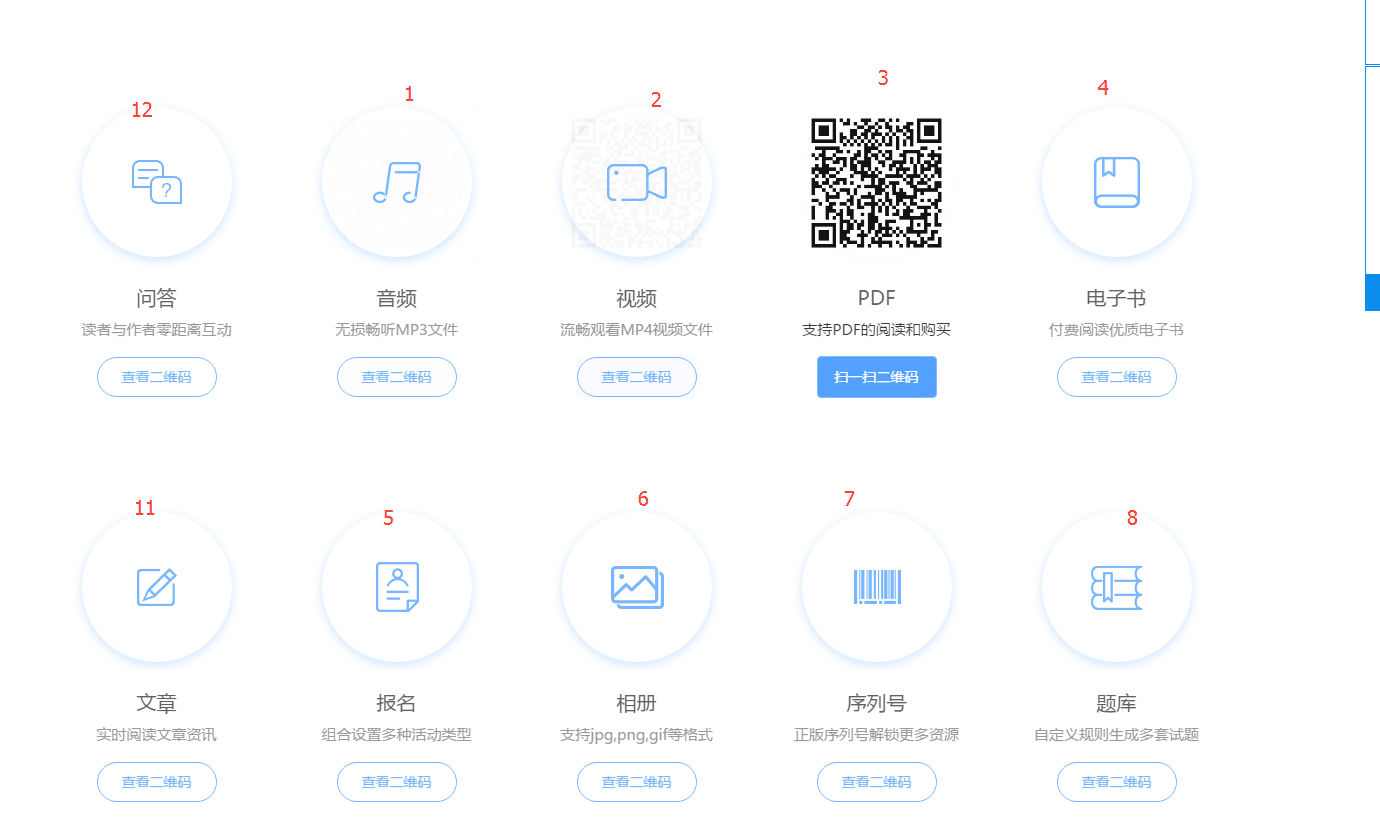 12
1
2
3
4
?
问答
音频
视频
PDF
电子书
读者与作者零距离互动
无损畅听MP3文件
流畅观看MP4视频文件
支持PDF的阅读和购买
付费阅读优质电子书
查看二维码
查看二维码
查看二维码
扫一扫二维码
查看二维码
11
5
6
7
8
文章
报名
相册
序列号
题库
实时阅读文章资讯
组合设置多种活动类型
支持jpg,png,gif等格式
正版序列号解锁更多资源
自定义规则生成多套试题
查看二维码
查看二维码
查看二维码
查看二维码
查看二维码